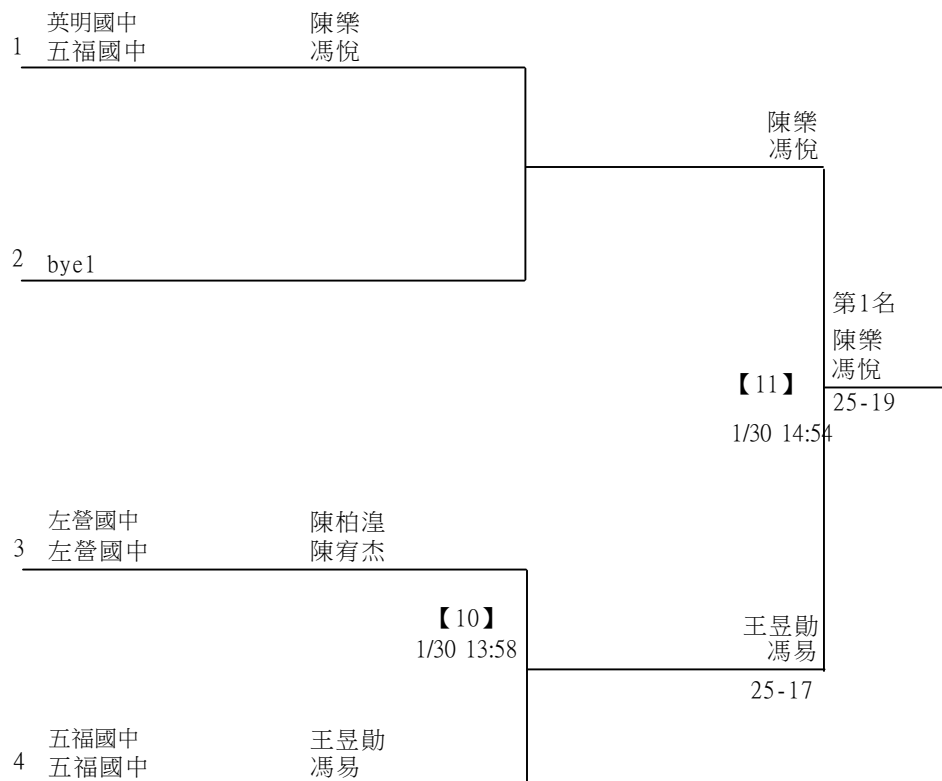 英明國中 陳樂
1 五福國中 馮悅
陳樂
馮悅
2 bye1
第1名
陳樂
馮悅
【11】
25-19
1/30 14:54
左營國中 陳柏湟
3 左營國中 陳宥杰
【10】
1/30 13:58
王昱勛
馮易
25-17
五福國中 王昱勛
4 五福國中 馮易